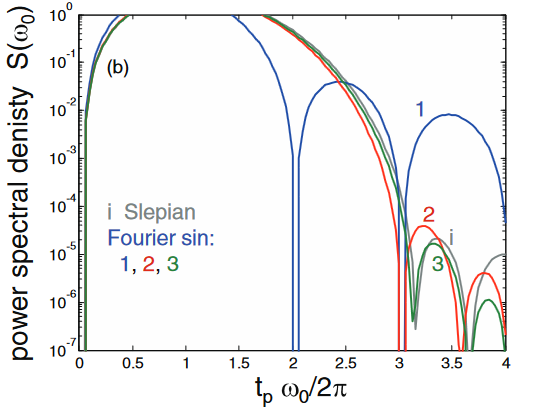 power spectral denisty S(ω₀)
10⁰
10⁻¹
10⁻²
10⁻³
10⁻⁴
10⁻⁵
10⁻⁶
10⁻⁷
(b)
1
i Slepian
Fourier sin:
1, 2, 3
2
i
3
0 0.5 1 1.5 2 2.5 3 3.5 4
tₚ ω₀/2π